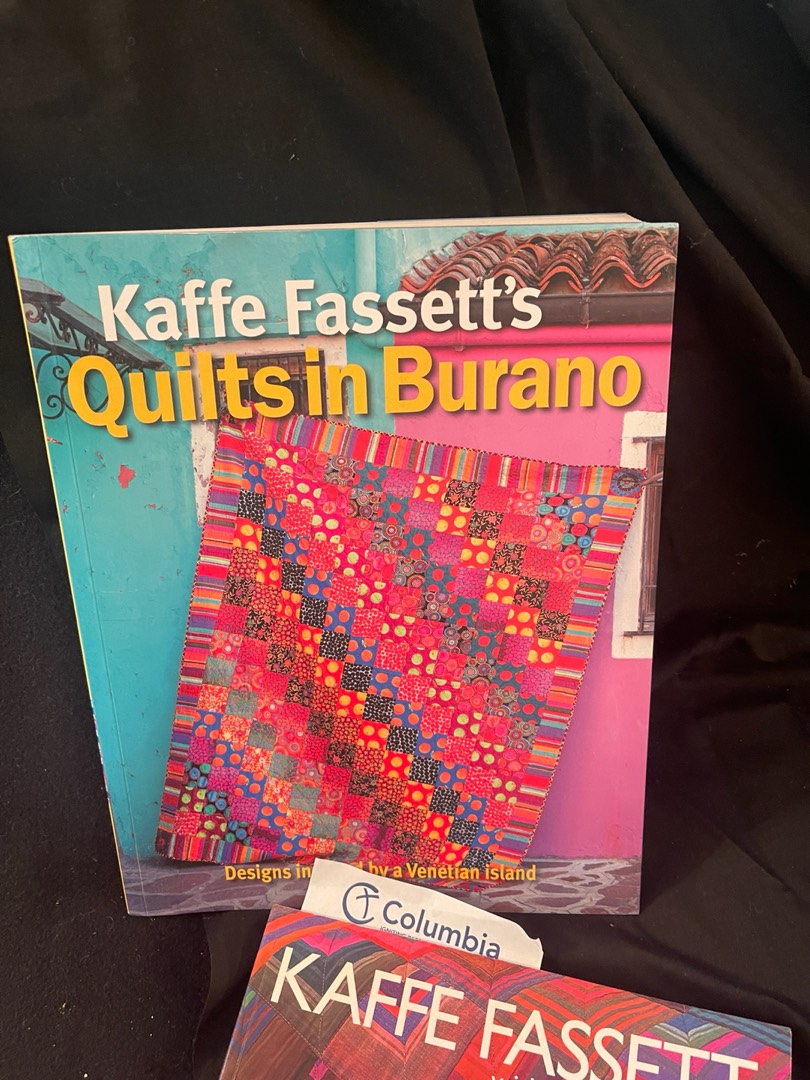 Kaffe Fassett's
Quilts in Burano
Designs in by a Venetian island
Columbia
KAFFE FASSETT